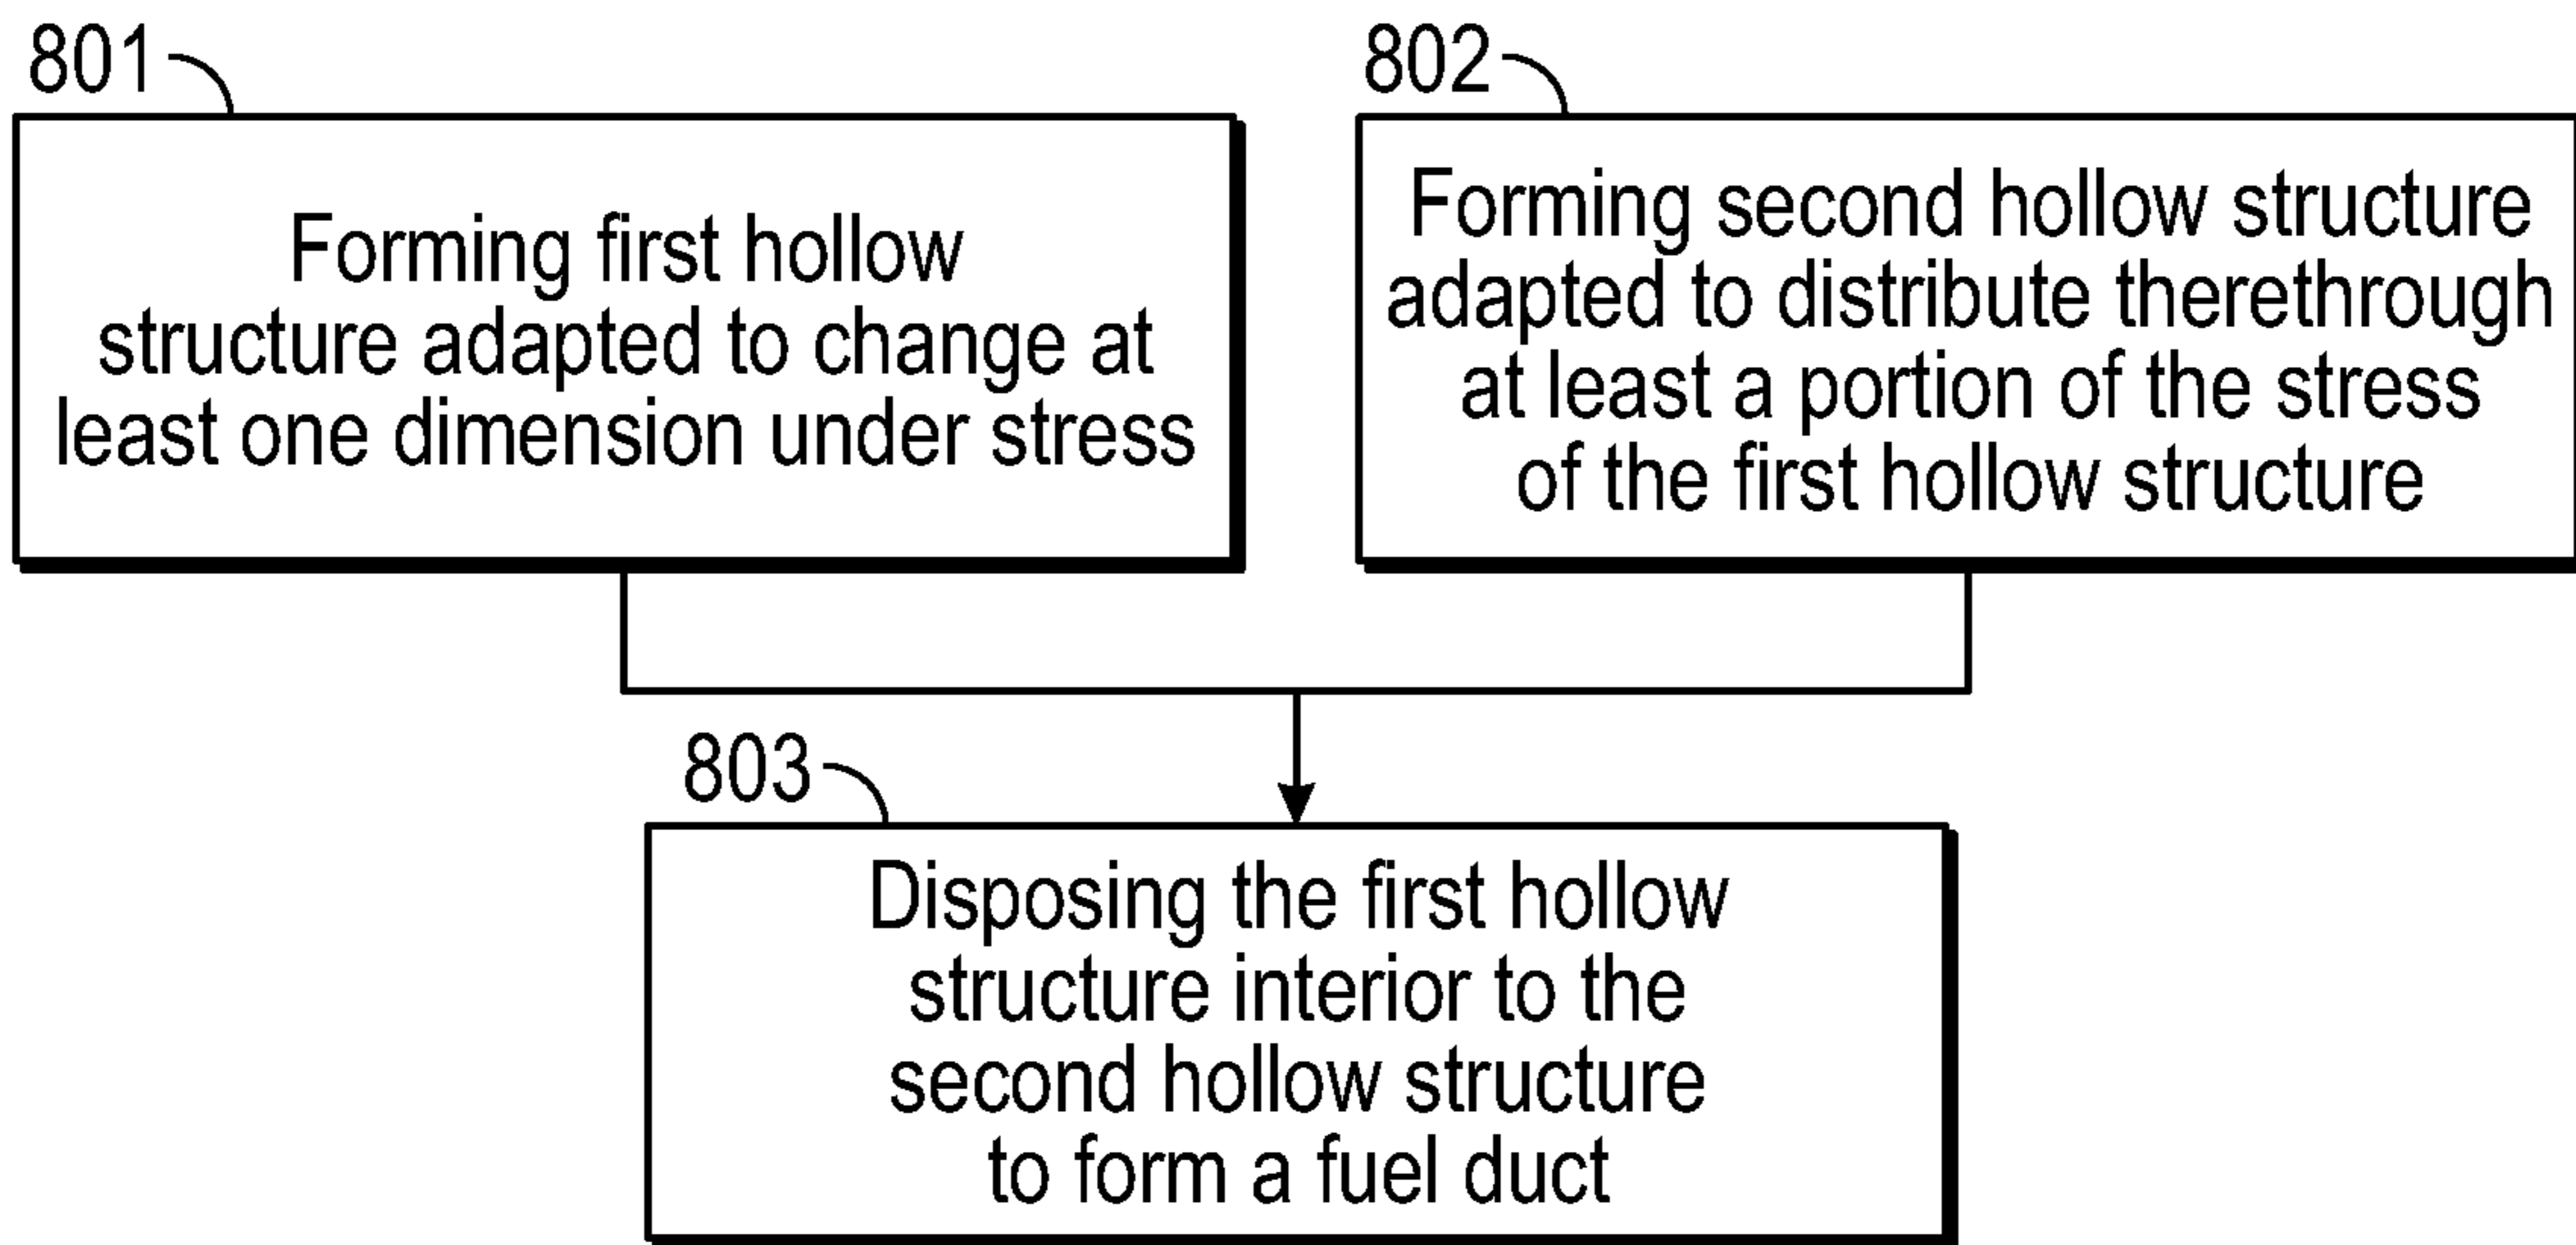 801
Forming first hollow
structure adapted to change at
least one dimension under stress
802
Forming second hollow structure
adapted to distribute therethrough
at least a portion of the stress
of the first hollow structure
803
Disposing the first hollow
structure interior to the
second hollow structure
to form a fuel duct